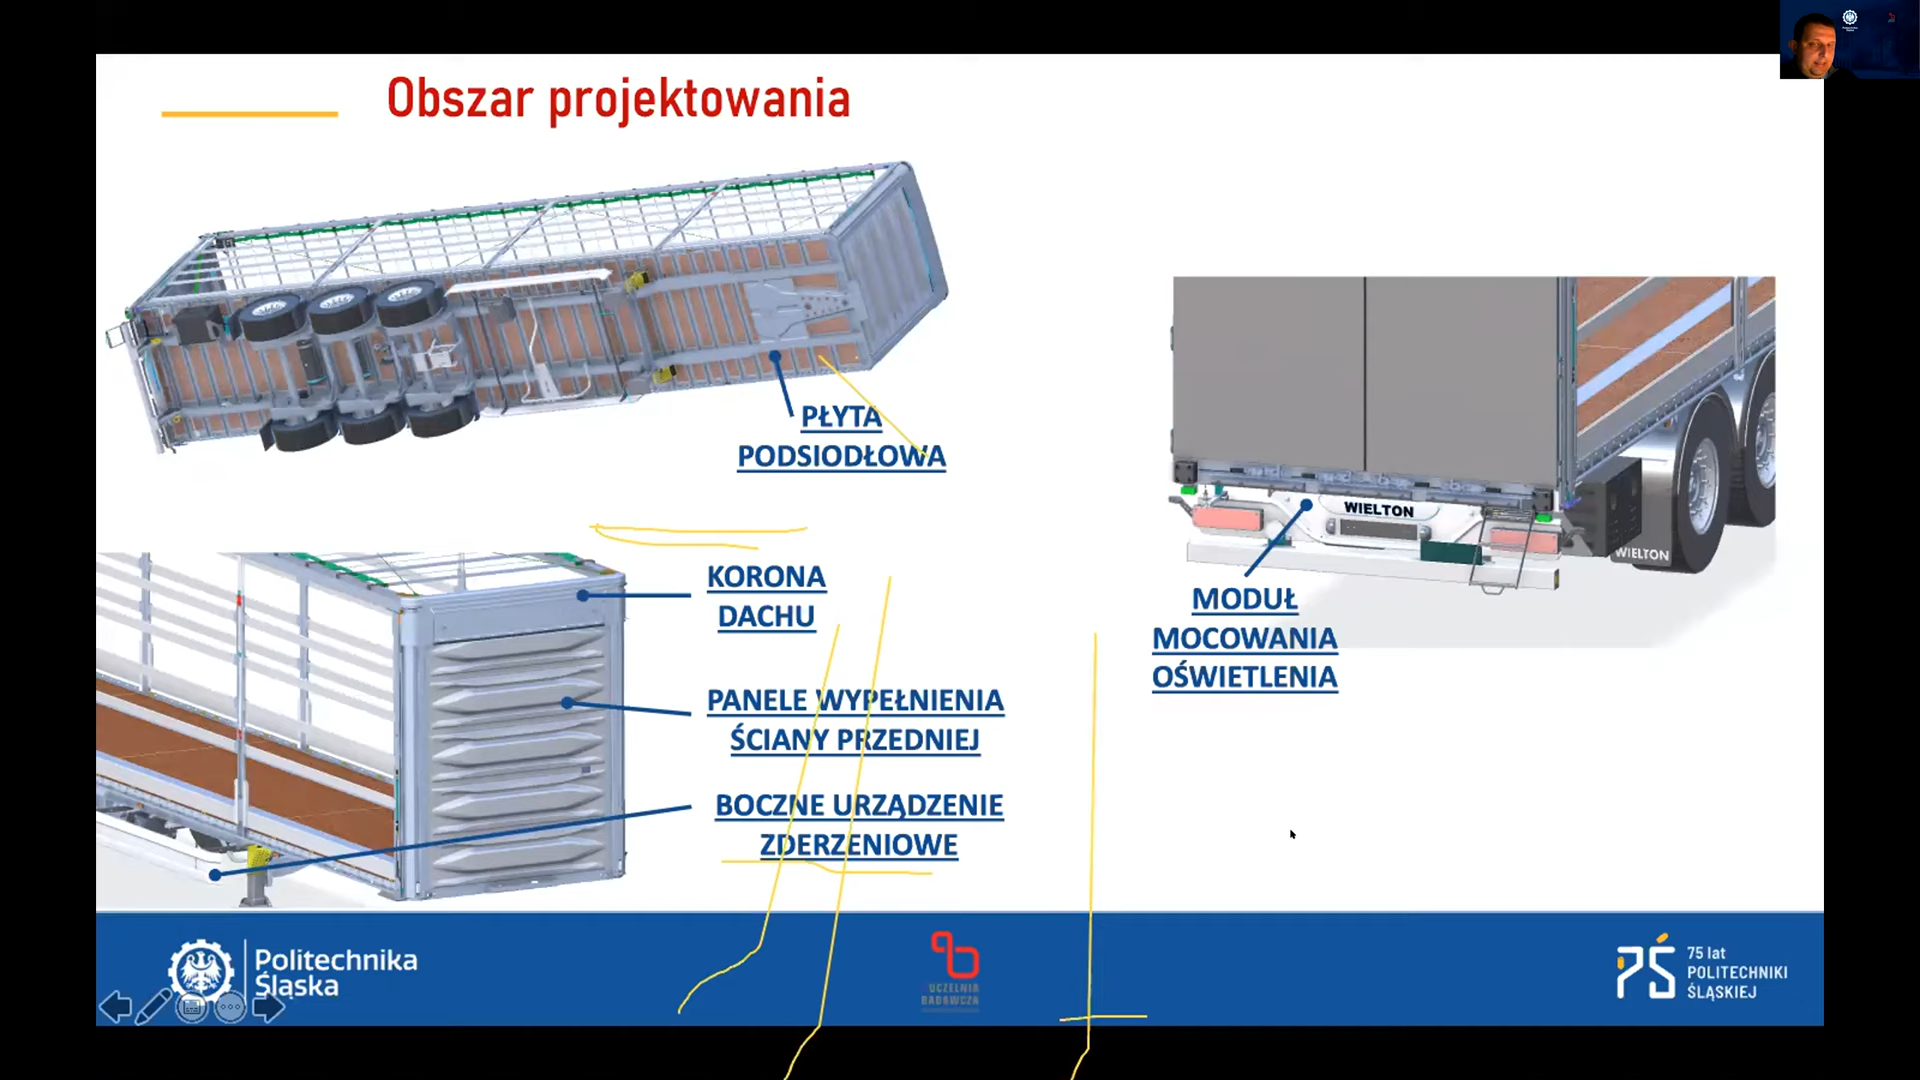 Obszar projektowania
PŁYTA
PODSIODŁOWA
WIELTON
WIELTON
KORONA
DACHU
MODUŁ
MOCOWANIA
OŚWIETLENIA
PANELE WYPEŁNIENIA
ŚCIANY PRZEDNIEJ
BOCZNE URZĄDZENIE
ZDERZENIOWE
Politechnika
Śląska
UCZELNIA
BADAWCZA
75 lat
POLITECHNIKI
ŚLĄSKIEJ